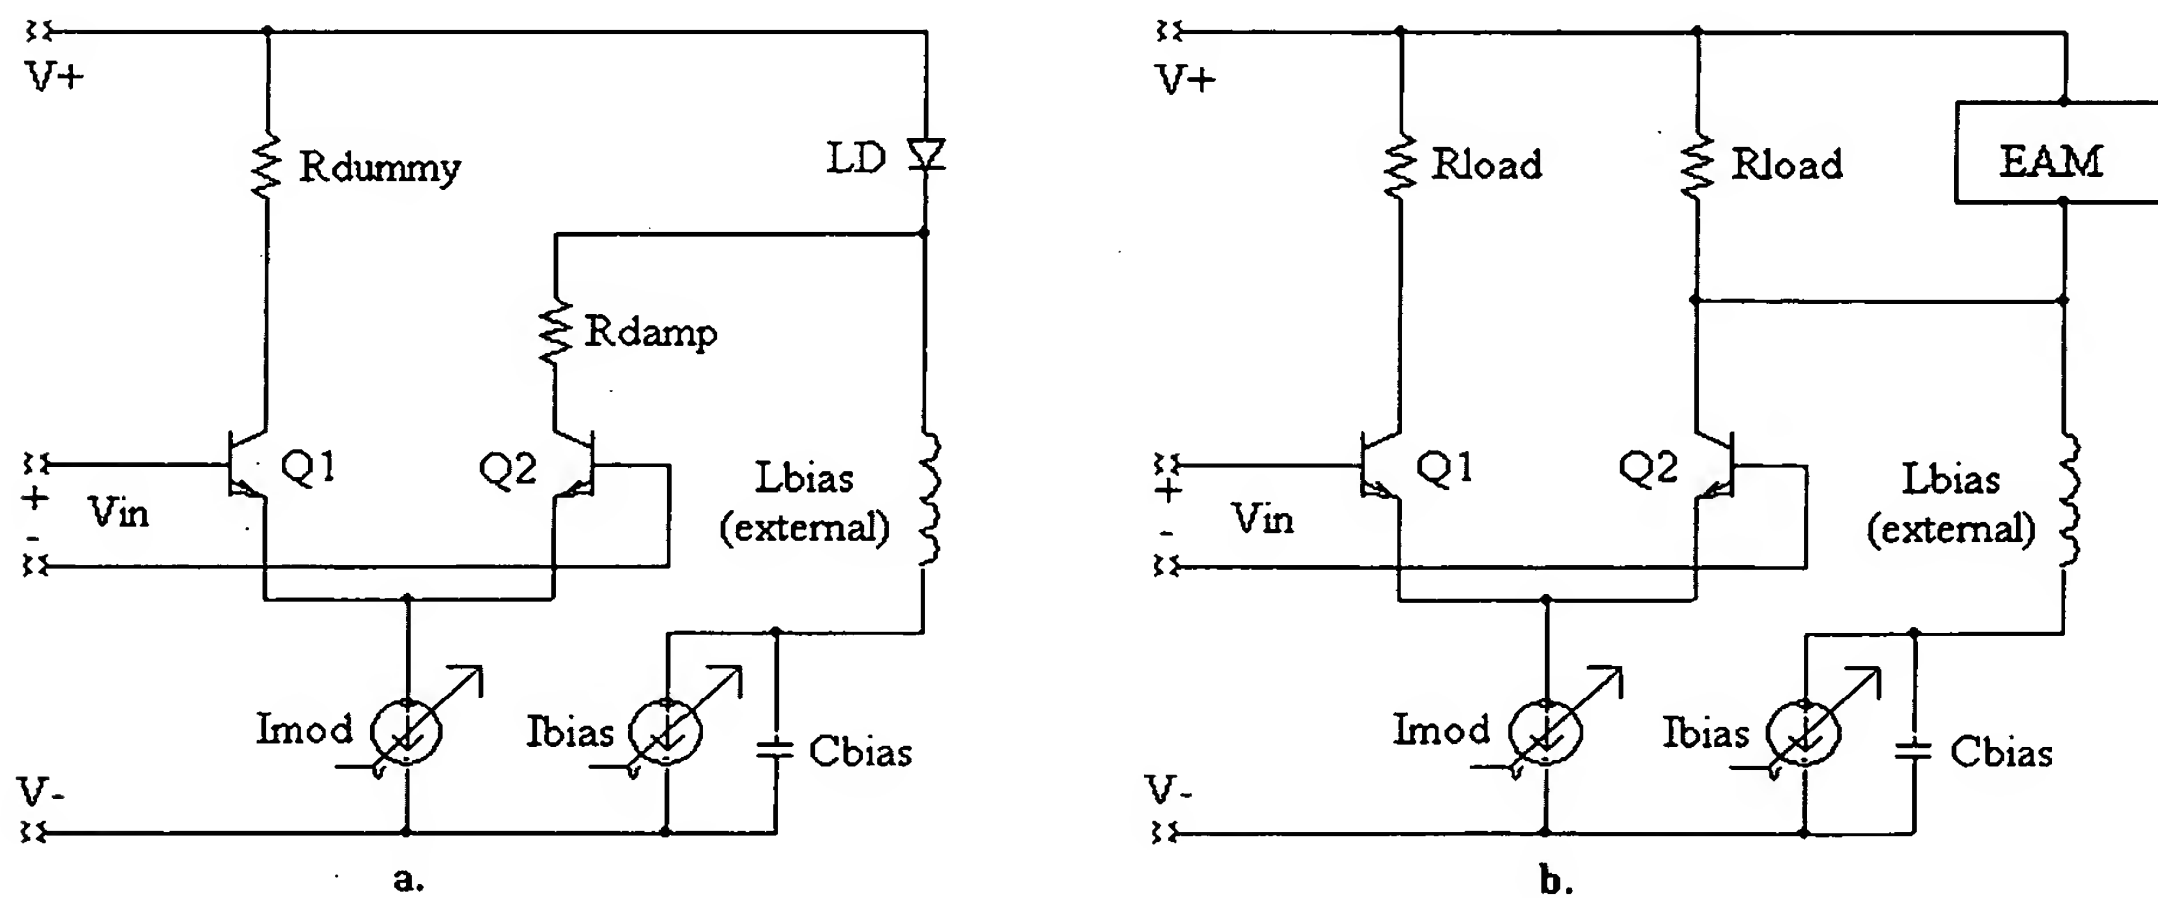 V+
Rdummy
LD
Rdamp
Q1
Q2
+
Vin
-
Lbias
(external)
Imod
Ibias
Cbias
V-
a.
V+
Rload
Rload
EAM
Q1
Q2
+
Vin
-
Lbias
(external)
Imod
Ibias
Cbias
V-
b.